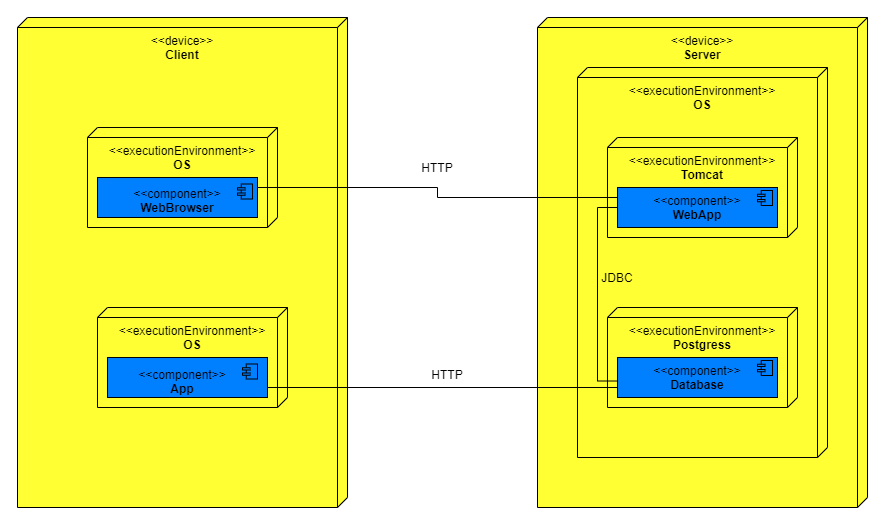 <<device>>
Client
<<executionEnvironment>>
OS
<<component>>
WebBrowser
<<executionEnvironment>>
OS
<<component>>
App
HTTP
HTTP
<<device>>
Server
<<executionEnvironment>>
OS
<<executionEnvironment>>
Tomcat
<<component>>
WebApp
JDBC
<<executionEnvironment>>
Postgress
<<component>>
Database